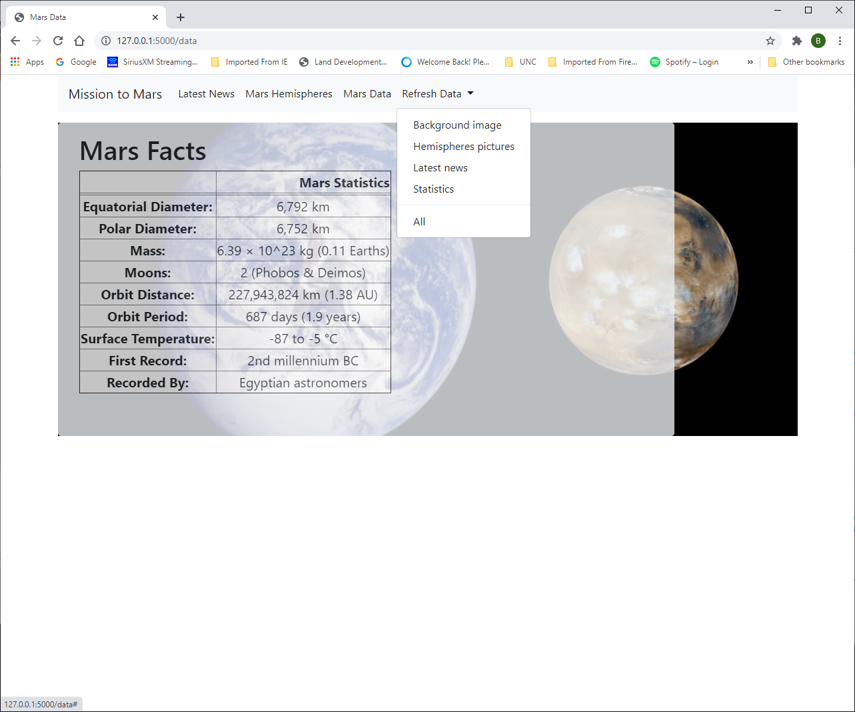 Mars Data
127.0.0.1:5000/data
Apps Google SiriusXM Streaming... Imported From IE Land Development... Welcome Back! Ple... UNC Imported From Fire... Spotify – Login » Other bookmarks
Mission to Mars Latest News Mars Hemispheres Mars Data Refresh Data
Background image
Hemispheres pictures
Latest news
Statistics
All
Mars Facts
Mars Statistics
Equatorial Diameter: 6,792 km
Polar Diameter: 6,752 km
Mass: 6.39 × 10^23 kg (0.11 Earths)
Moons: 2 (Phobos & Deimos)
Orbit Distance: 227,943,824 km (1.38 AU)
Orbit Period: 687 days (1.9 years)
Surface Temperature: -87 to -5 °C
First Record: 2nd millennium BC
Recorded By: Egyptian astronomers
127.0.0.1:5000/data#